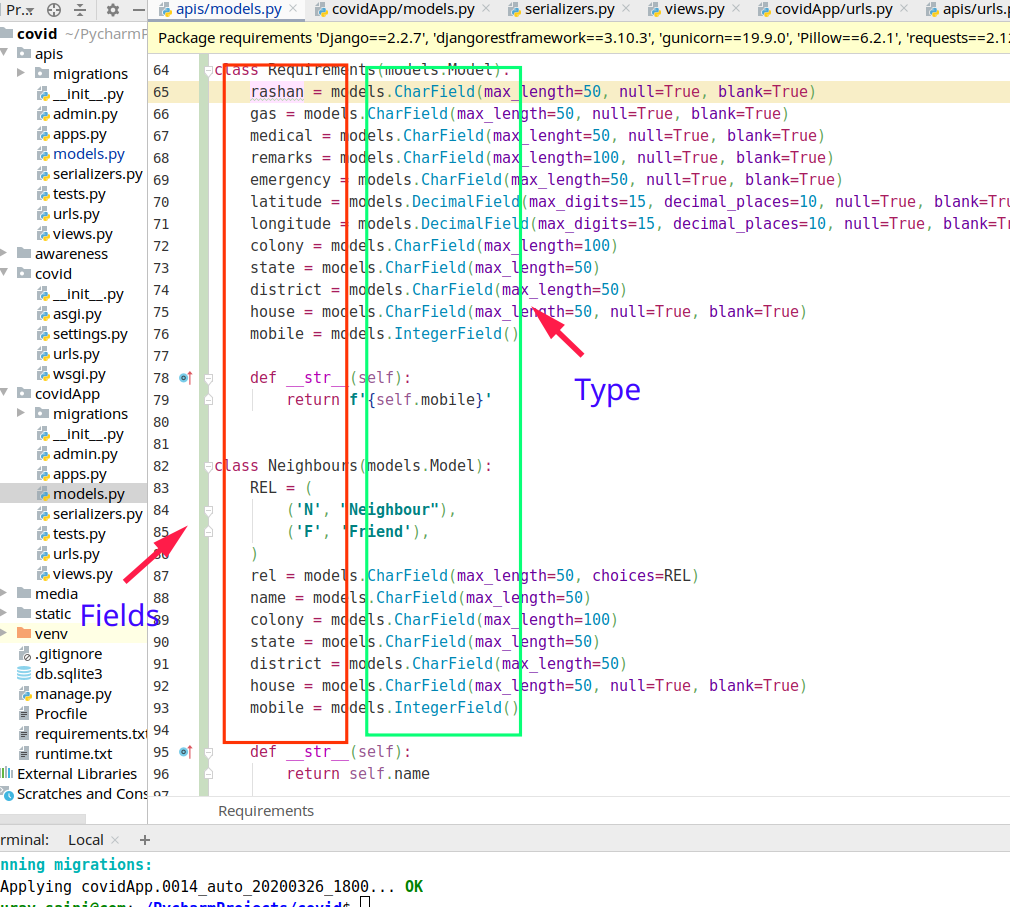 Pr...
apis/models.py
covidApp/models.py
serializers.py
views.py
covidApp/urls.py
apis/urls.p
Package requirements 'Django==2.2.7', 'djangorestframework==3.10.3', 'gunicorn==19.9.0', 'Pillow==6.2.1', 'requests==2.12
covid ~/PycharmP
apis
migrations
__init__.py
admin.py
apps.py
models.py
serializers.py
tests.py
urls.py
views.py
awareness
covid
__init__.py
asgi.py
settings.py
urls.py
wsgi.py
covidApp
migrations
__init__.py
admin.py
apps.py
models.py
serializers.py
tests.py
urls.py
views.py
media
static
venv
.gitignore
db.sqlite3
manage.py
Procfile
requirements.txt
runtime.txt
External Libraries
Scratches and Cons
64 class Requirements(models.Model):
65 rashan = models.CharField(max_length=50, null=True, blank=True)
66 gas = models.CharField(max_length=50, null=True, blank=True)
67 medical = models.CharField(max_lenght=50, null=True, blank=True)
68 remarks = models.CharField(max_length=100, null=True, blank=True)
69 emergency = models.CharField(max_length=50, null=True, blank=True)
70 latitude = models.DecimalField(max_digits=15, decimal_places=10, null=True, blank=Tru
71 longitude = models.DecimalField(max_digits=15, decimal_places=10, null=True, blank=Tr
72 colony = models.CharField(max_length=100)
73 state = models.CharField(max_length=50)
74 district = models.CharField(max_length=50)
75 house = models.CharField(max_length=50, null=True, blank=True)
76 mobile = models.IntegerField()
77
78 def __str__(self):
79 return f'{self.mobile}'
80
81
82 class Neighbours(models.Model):
83 REL = (
84 ('N', "Neighbour"),
85 ('F', 'Friend'),
86 )
87 rel = models.CharField(max_length=50, choices=REL)
88 name = models.CharField(max_length=50)
89 colony = models.CharField(max_length=100)
90 state = models.CharField(max_length=50)
91 district = models.CharField(max_length=50)
92 house = models.CharField(max_length=50, null=True, blank=True)
93 mobile = models.IntegerField()
94
95 def __str__(self):
96 return self.name
97
Type
Fields
Requirements
rminal: Local +
nning migrations:
Applying covidApp.0014_auto_20200326_1800... OK
:~/PycharmProjects/covid$